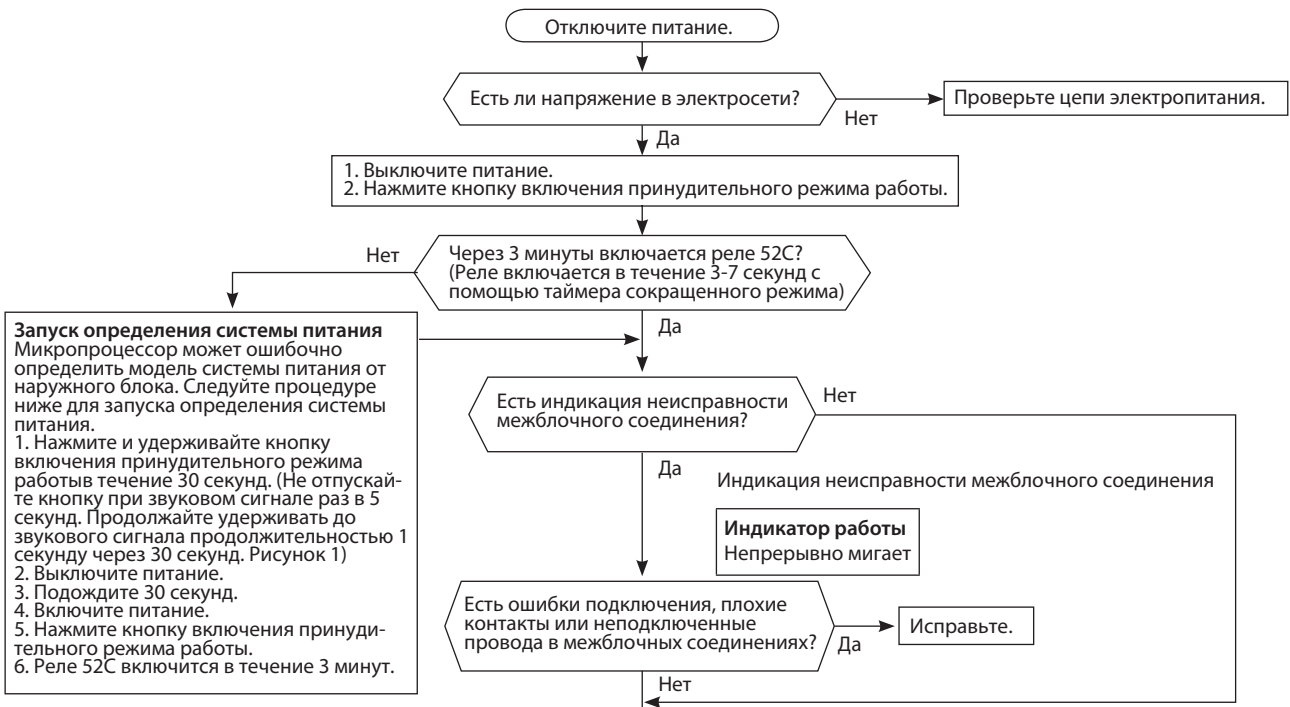 Отключите питание.
Есть ли напряжение в электросети?
Нет
Проверьте цепи электропитания.
Да
1. Выключите питание.
2. Нажмите кнопку включения принудительного режима работы.
Нет
Через 3 минуты включается реле 52C?
(Реле включается в течение 3-7 секунд с
помощью таймера сокращенного режима)
Да
Запуск определения системы питания
Микропроцессор может ошибочно
определить модель системы питания от
наружного блока. Следуйте процедуре
ниже для запуска определения системы
питания.
1. Нажмите и удерживайте кнопку
включения принудительного режима
работыв течение 30 секунд. (Не отпускай-
те кнопку при звуковом сигнале раз в 5
секунд. Продолжайте удерживать до
звукового сигнала продолжительностью 1
секунду через 30 секунд. Рисунок 1)
2. Выключите питание.
3. Подождите 30 секунд.
4. Включите питание.
5. Нажмите кнопку включения принуди-
тельного режима работы.
6. Реле 52C включится в течение 3 минут.
Есть индикация неисправности
межблочного соединения?
Нет
Да
Индикация неисправности межблочного соединения
Индикатор работы
Непрерывно мигает
Есть ошибки подключения, плохие
контакты или неподключенные
провода в межблочных соединениях?
Да
Исправьте.
Нет